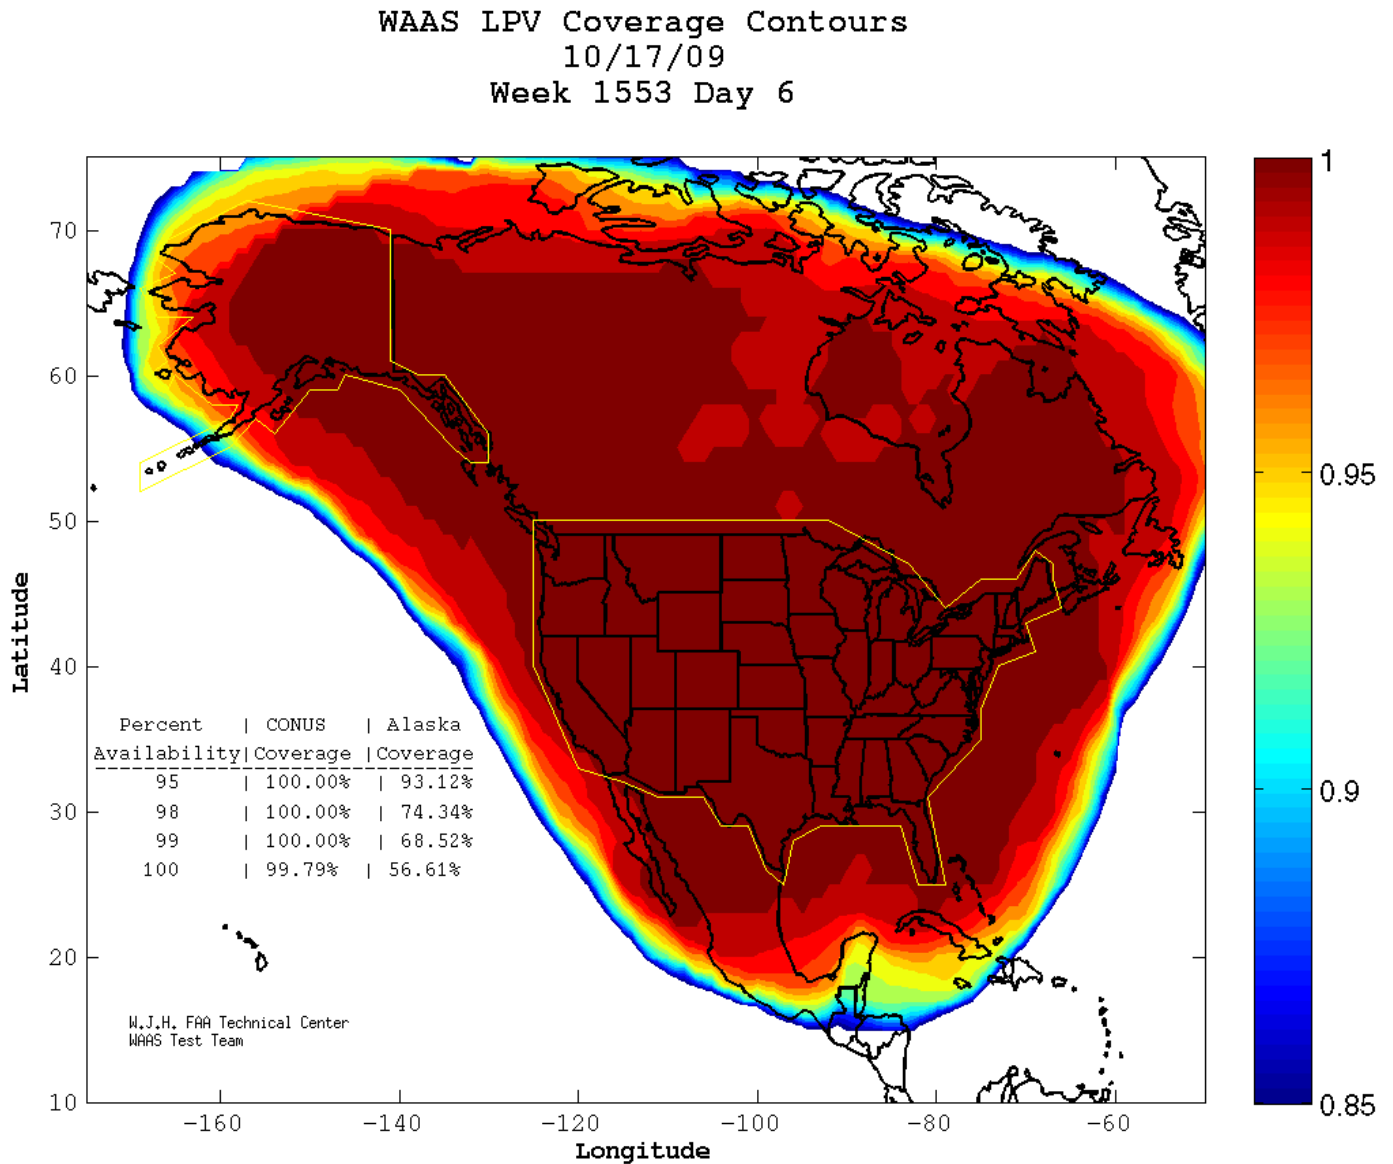 WAAS LPV Coverage Contours
10/17/09
Week 1553 Day 6
1
0.95
0.9
0.85
70
60
50
40
30
20
10
Latitude
Percent | CONUS | Alaska
Availability|Coverage |Coverage
95 | 100.00% | 93.12%
98 | 100.00% | 74.34%
99 | 100.00% | 68.52%
100 | 99.79% | 56.61%
W.J.H. FAA Technical Center
WAAS Test Team
-160 -140 -120 -100 -80 -60
Longitude